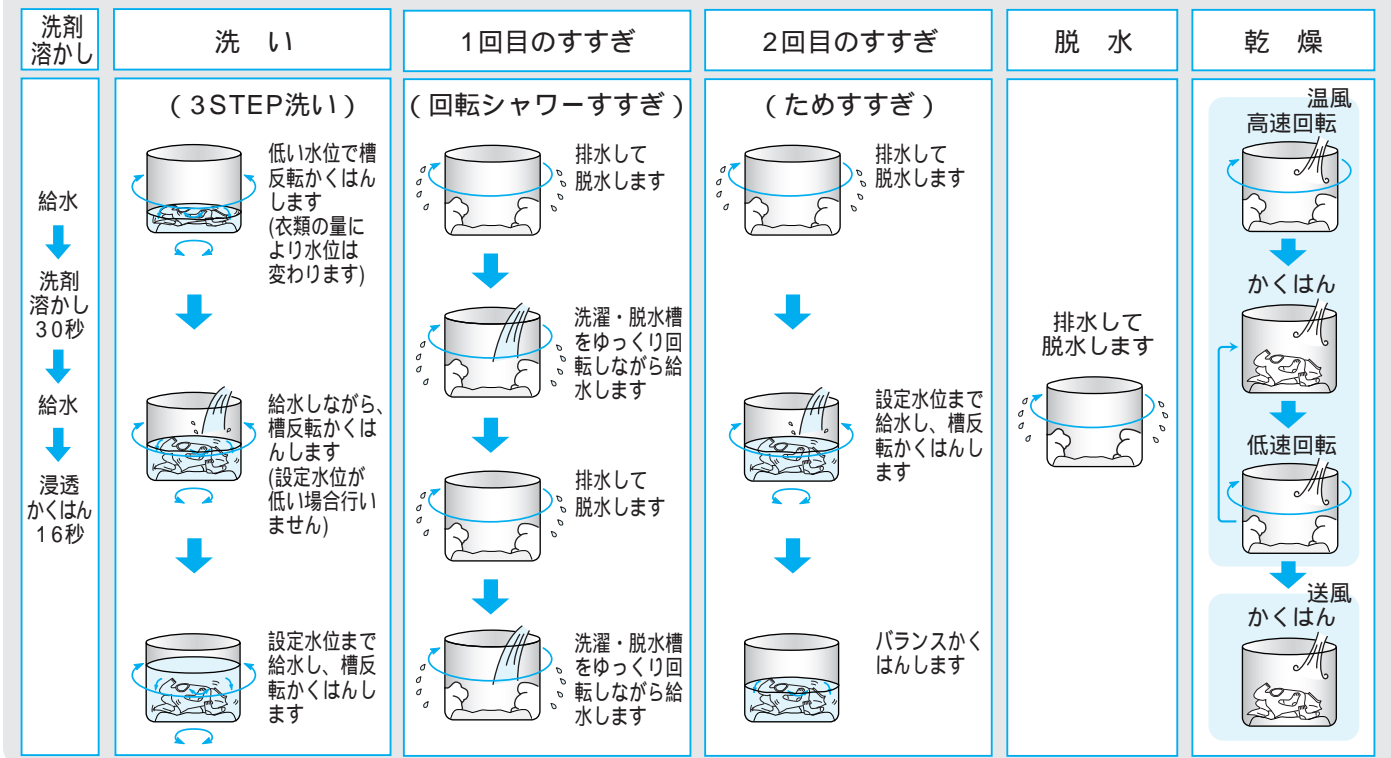 洗剤
溶かし
洗い
1回目のすすぎ
2回目のすすぎ
脱水
乾燥
給水
洗剤
溶かし
30秒
給水
浸透
かくはん
16秒
(3STEP洗い)
低い水位で槽
反転かくはん
します
(衣類の量に
より水位は
変わります)
給水しながら、
槽反転かくは
んします
(設定水位が
低い場合行い
ません)
設定水位まで
給水し、槽反
転かくはんし
ます
(回転シャワーすすぎ)
排水して
脱水します
洗濯・脱水槽
をゆっくり回
転しながら給
水します
排水して
脱水します
洗濯・脱水槽
をゆっくり回
転しながら給
水します
(ためすすぎ)
排水して
脱水します
設定水位まで
給水し、槽反
転かくはんし
ます
バランスかく
はんします
排水して
脱水します
温風
高速回転
かくはん
低速回転
送風
かくはん